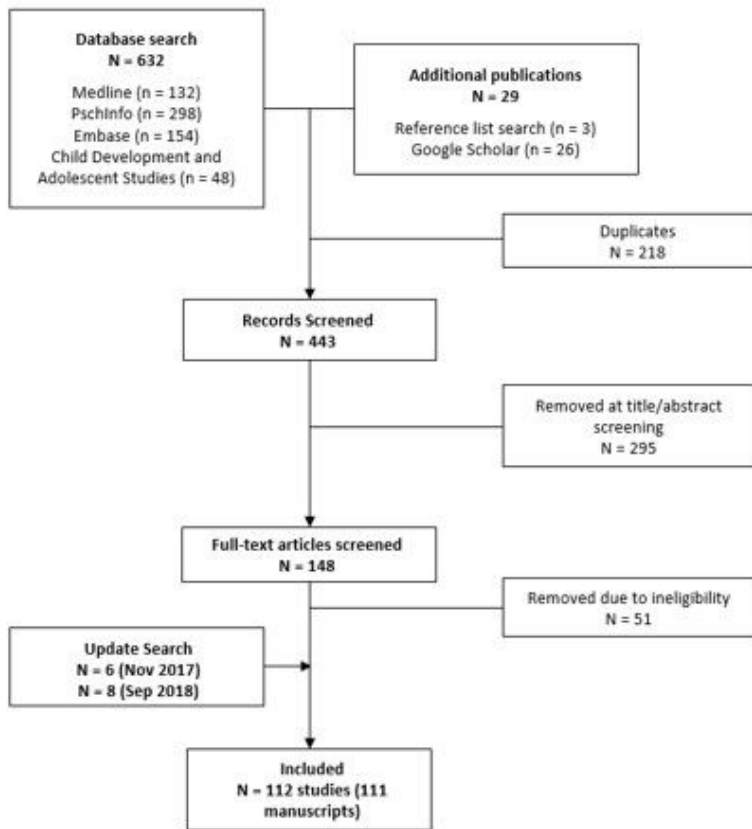 Database search
N = 632
Medline (n = 132)
PschInfo (n = 298)
Embase (n = 154)
Child Development and
Adolescent Studies (n = 48)
Additional publications
N = 29
Reference list search (n = 3)
Google Scholar (n = 26)
Duplicates
N = 218
Records Screened
N = 443
Removed at title/abstract
screening
N = 295
Full-text articles screened
N = 148
Removed due to ineligibility
N = 51
Update Search
N = 6 (Nov 2017)
N = 8 (Sep 2018)
Included
N = 112 studies (111
manuscripts)